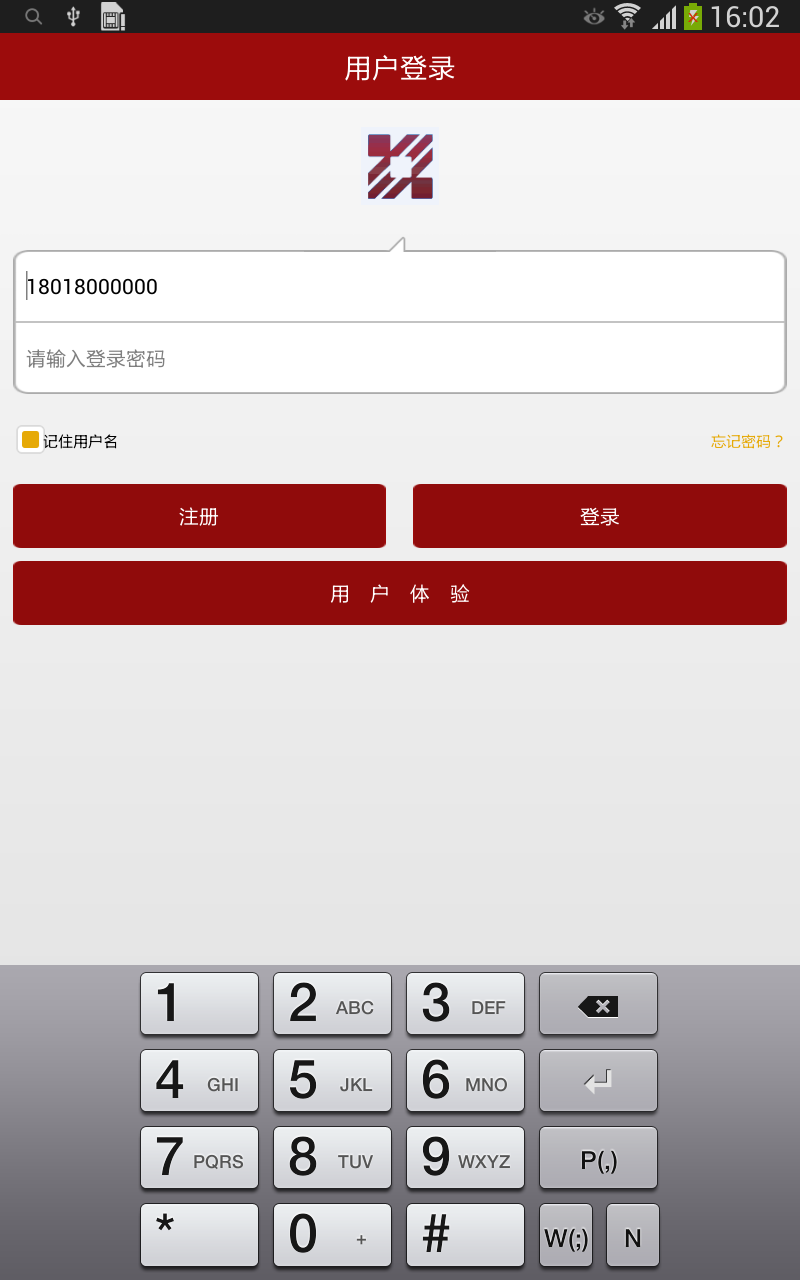 16:02
用户登录
18018000000
请输入登录密码
记住用户名
忘记密码？
注册
登录
用 户 体 验
1
2 ABC
3 DEF
4 GHI
5 JKL
6 MNO
7 PQRS
8 TUV
9 WXYZ
P(,)
*
0 +
#
W(;)
N